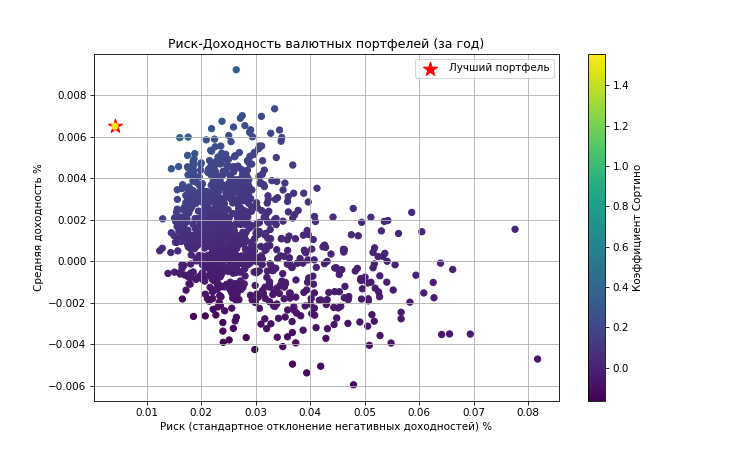 Риск-Доходность валютных портфелей (за год)
Лучший портфель
0.008
0.006
0.004
0.002
0.000
−0.002
−0.004
−0.006
Средняя доходность %
0.01 0.02 0.03 0.04 0.05 0.06 0.07 0.08
Риск (стандартное отклонение негативных доходностей) %
1.4
1.2
1.0
0.8
0.6
0.4
0.2
0.0
Коэффициент Сортино